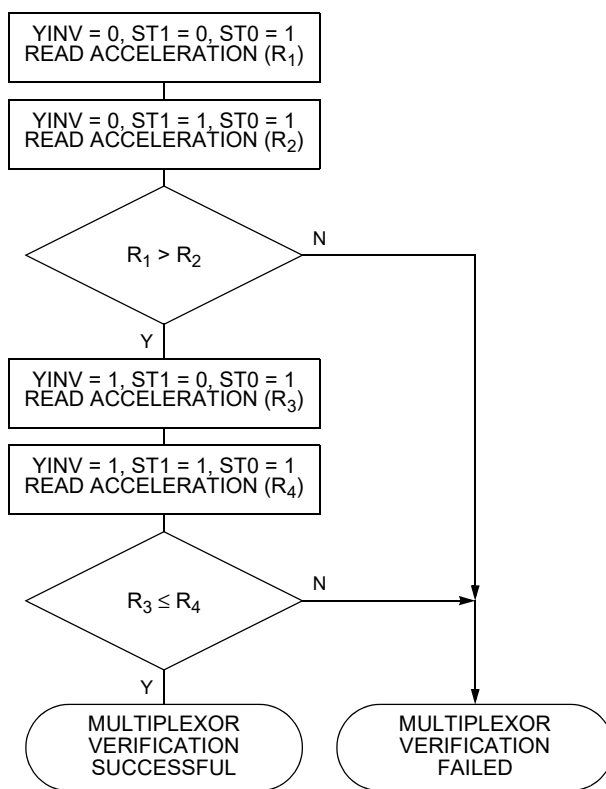 YINV = 0, ST1 = 0, ST0 = 1
READ ACCELERATION (R1)
YINV = 0, ST1 = 1, ST0 = 1
READ ACCELERATION (R2)
R1 > R2
N
Y
YINV = 1, ST1 = 0, ST0 = 1
READ ACCELERATION (R3)
YINV = 1, ST1 = 1, ST0 = 1
READ ACCELERATION (R4)
R3 ≤ R4
N
Y
MULTIPLEXOR
VERIFICATION
SUCCESSFUL
MULTIPLEXOR
VERIFICATION
FAILED